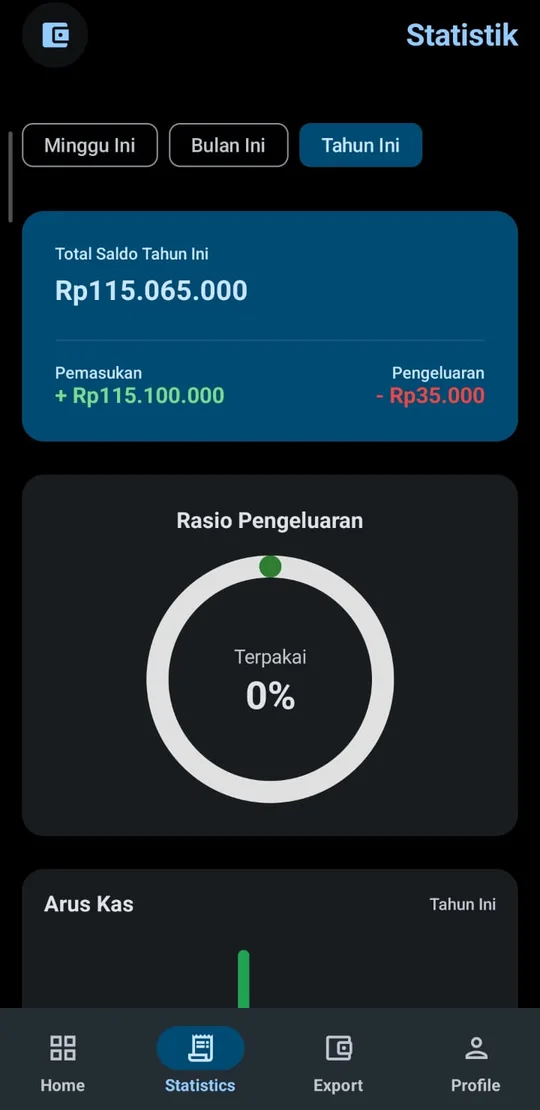 Statistik
Minggu Ini
Bulan Ini
Tahun Ini
Total Saldo Tahun Ini
Rp115.065.000
Pemasukan
Pengeluaran
+ Rp115.100.000
- Rp35.000
Rasio Pengeluaran
Terpakai
0%
Arus Kas
Tahun Ini
Home
Statistics
Export
Profile